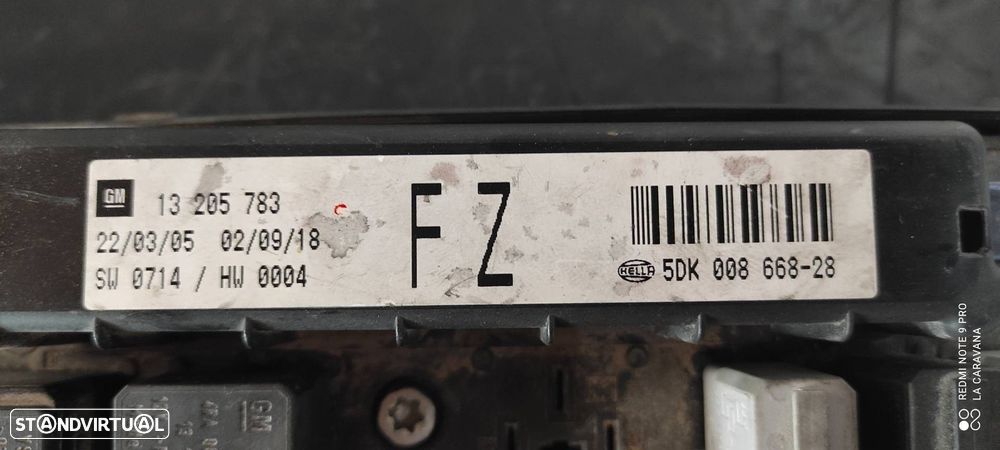 GM 13 205 783
22/03/05 02/09/18
SW 0714 / HW 0004
FZ
HELLA 5DK 008 668-28
GM
STANDVIRTUAL
REDMI NOTE 9 PRO
LA CARAVANA